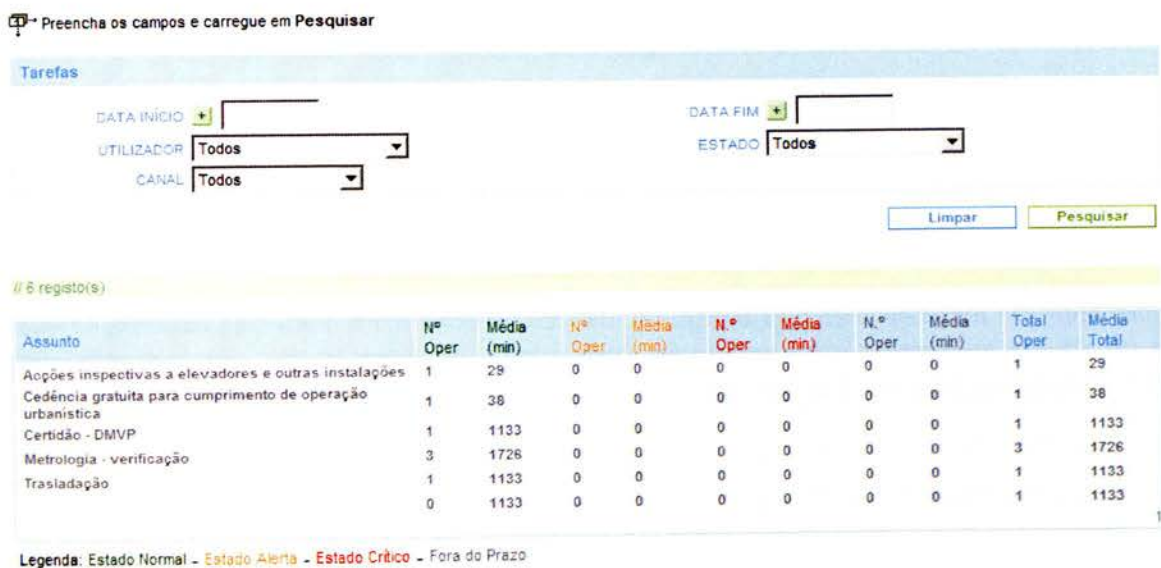 Preencha os campos e carregue em Pesquisar
Tarefas
DATA INÍCIO + DATA FIM +
UTILIZADOR Todos ESTADO Todos
CANAL Todos
Limpar Pesquisar
// 6 registo(s)
Assunto Nº Oper Média (min) Nº Oper Média (min) N.º Oper Média (min) N.º Oper Média (min) Total Oper Média Total
Acções inspectivas a elevadores e outras instalações 1 29 0 0 0 0 0 0 1 29
Cedência gratuita para cumprimento de operação urbanística 1 38 0 0 0 0 0 0 1 38
Certidão - DMVP 1 1133 0 0 0 0 0 0 1 1133
Metrologia - verificação 3 1726 0 0 0 0 0 0 3 1726
Trasladação 1 1133 0 0 0 0 0 0 1 1133
0 1133 0 0 0 0 0 0 1 1133
1
Legenda: Estado Normal - Estado Alerta - Estado Crítico - Fora do Prazo